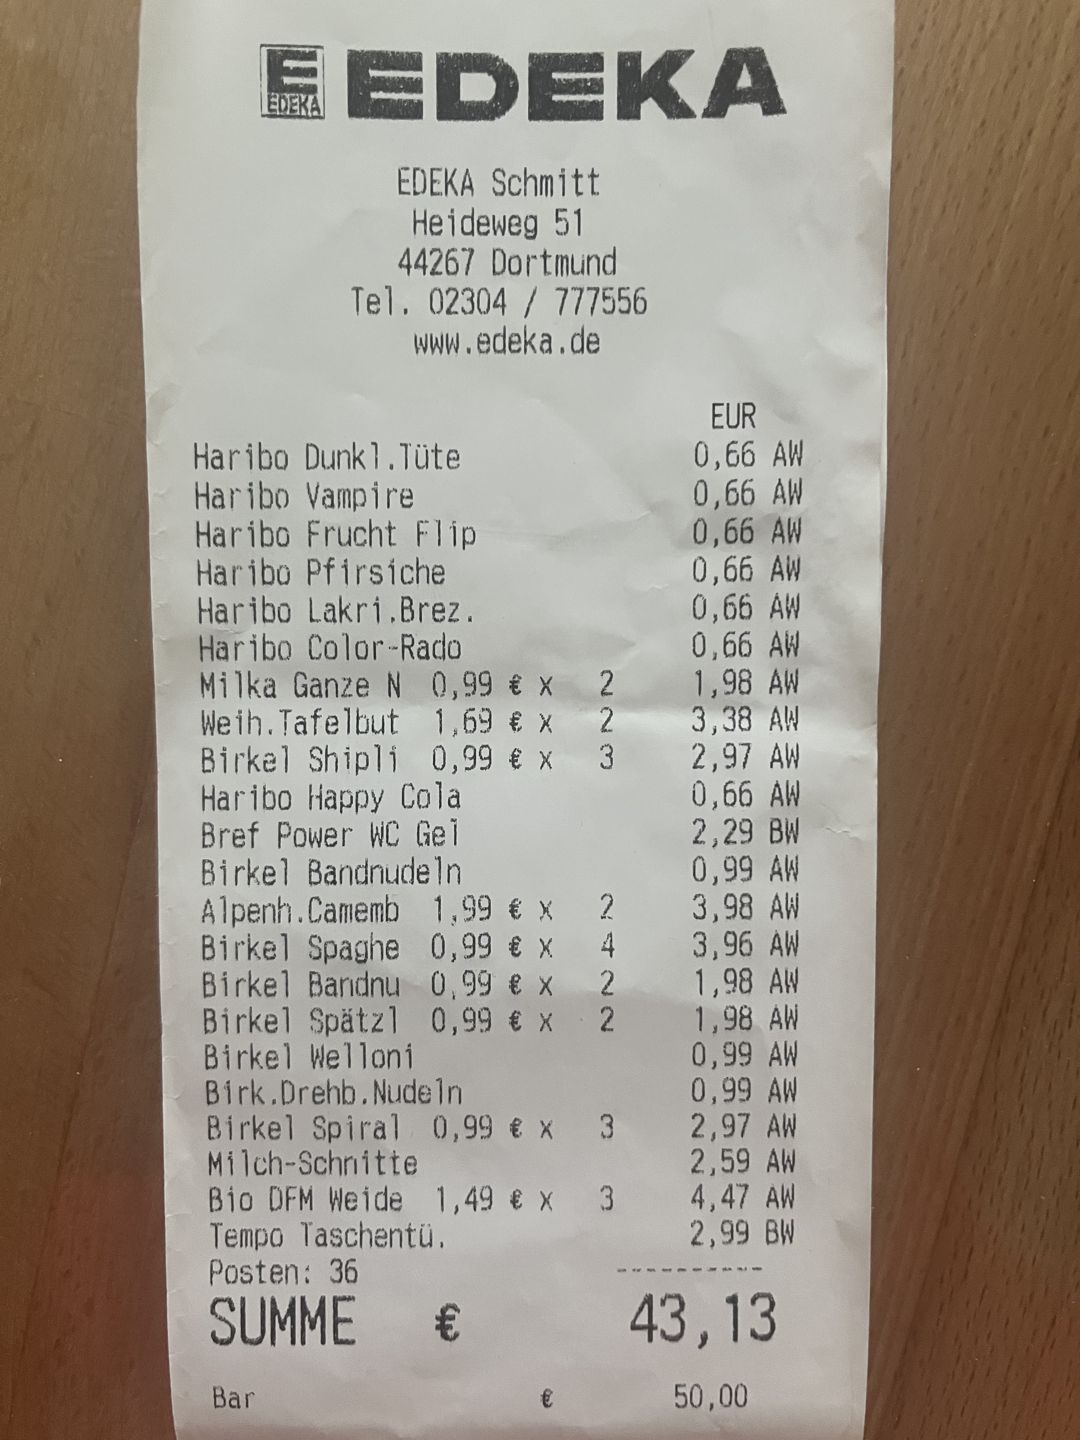 E EDEKA
EDEKA
EDEKA Schmitt
Heideweg 51
44267 Dortmund
Tel. 02304 / 777556
www.edeka.de
EUR
Haribo Dunkl.Tüte 0,66 AW
Haribo Vampire 0,66 AW
Haribo Frucht Flip 0,66 AW
Haribo Pfirsiche 0,66 AW
Haribo Lakri.Brez. 0,66 AW
Haribo Color-Rado 0,66 AW
Milka Ganze N 0,99 € x 2 1,98 AW
Weih.Tafelbut 1,69 € x 2 3,38 AW
Birkel Shipli 0,99 € x 3 2,97 AW
Haribo Happy Cola 0,66 AW
Bref Power WC Gel 2,29 BW
Birkel Bandnudeln 0,99 AW
Alpenh.Camemb 1,99 € x 2 3,98 AW
Birkel Spaghe 0,99 € x 4 3,96 AW
Birkel Bandnu 0,99 € x 2 1,98 AW
Birkel Spätzl 0,99 € x 2 1,98 AW
Birkel Welloni 0,99 AW
Birk.Drehb.Nudeln 0,99 AW
Birkel Spiral 0,99 € x 3 2,97 AW
Milch-Schnitte 2,59 AW
Bio DFM Weide 1,49 € x 3 4,47 AW
Tempo Taschentü. 2,99 BW
Posten: 36
----------
SUMME € 43,13
Bar € 50,00